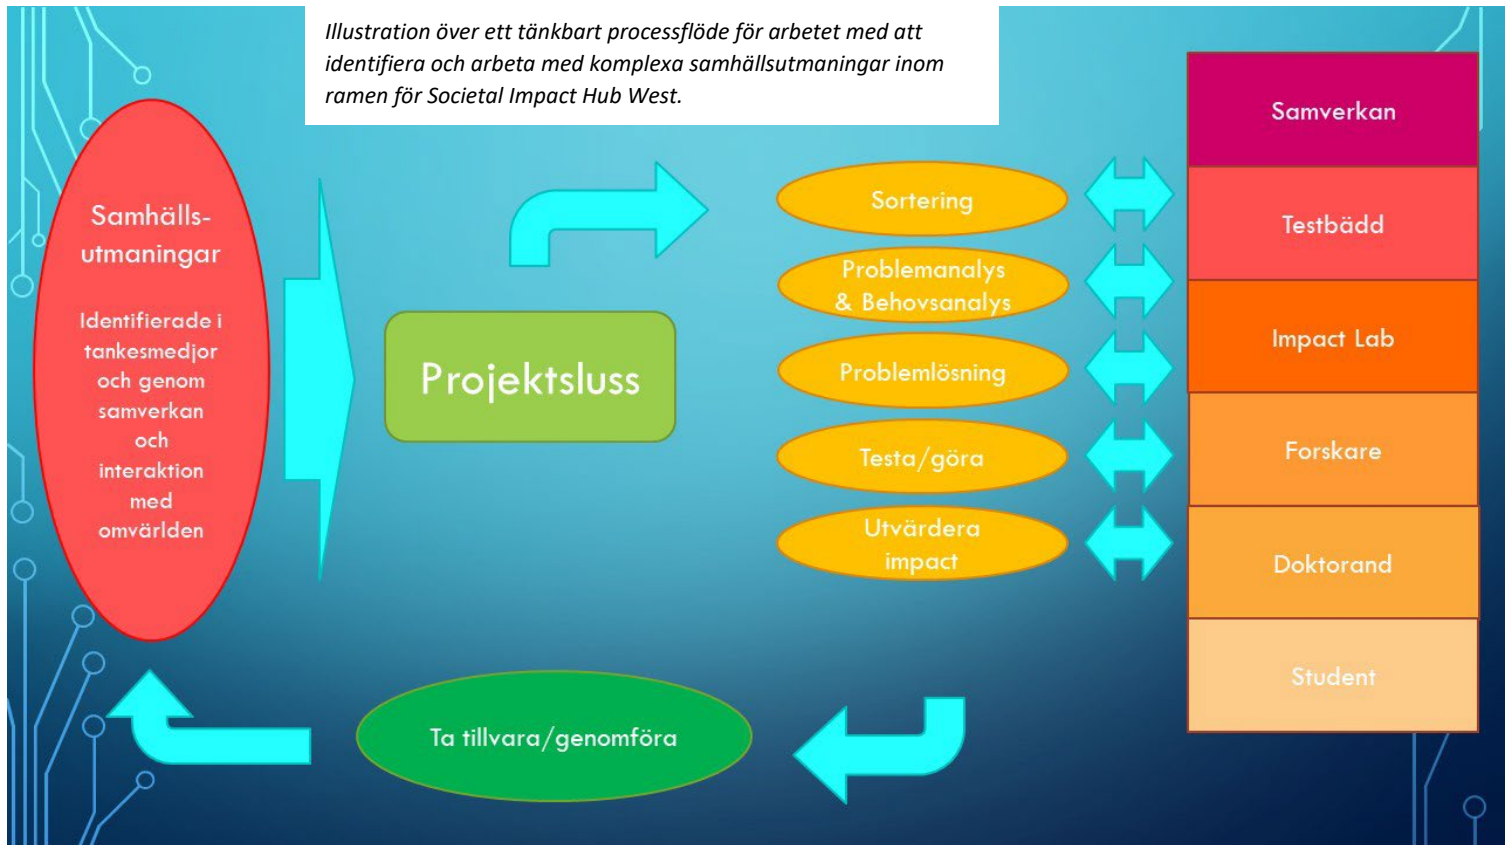 Illustration över ett tänkbart processflöde för arbetet med att
identifiera och arbeta med komplexa samhällsutmaningar inom
ramen för Societal Impact Hub West.
Samhälls-
utmaningar
Identifierade i
tankesmedjor
och genom
samverkan
och
interaktion
med
omvärlden
Projektsluss
Sortering
Problemanalys
& Behovsanalys
Problemlösning
Testa/göra
Utvärdera
impact
Samverkan
Testbädd
Impact Lab
Forskare
Doktorand
Student
Ta tillvara/genomföra